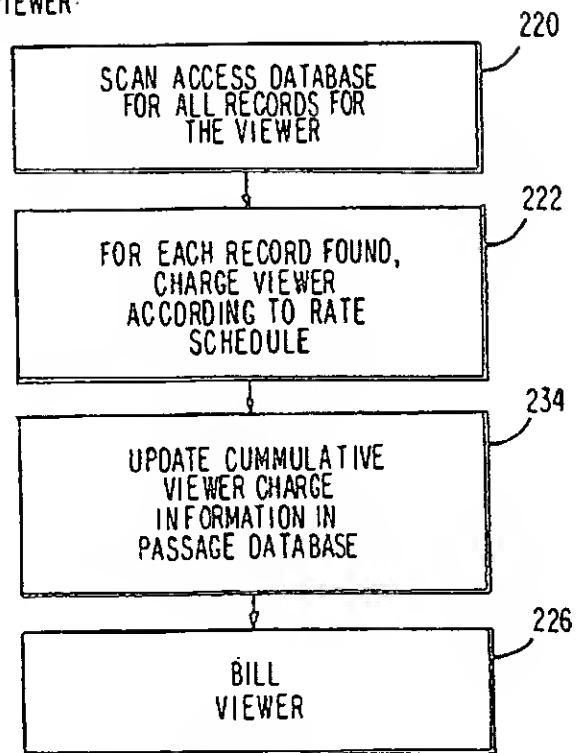 VIEWER
220
SCAN ACCESS DATABASE
FOR ALL RECORDS FOR
THE VIEWER
222
FOR EACH RECORD FOUND,
CHARGE VIEWER
ACCORDING TO RATE
SCHEDULE
234
UPDATE CUMMULATIVE
VIEWER CHARGE
INFORMATION IN
PASSAGE DATABASE
226
BILL
VIEWER